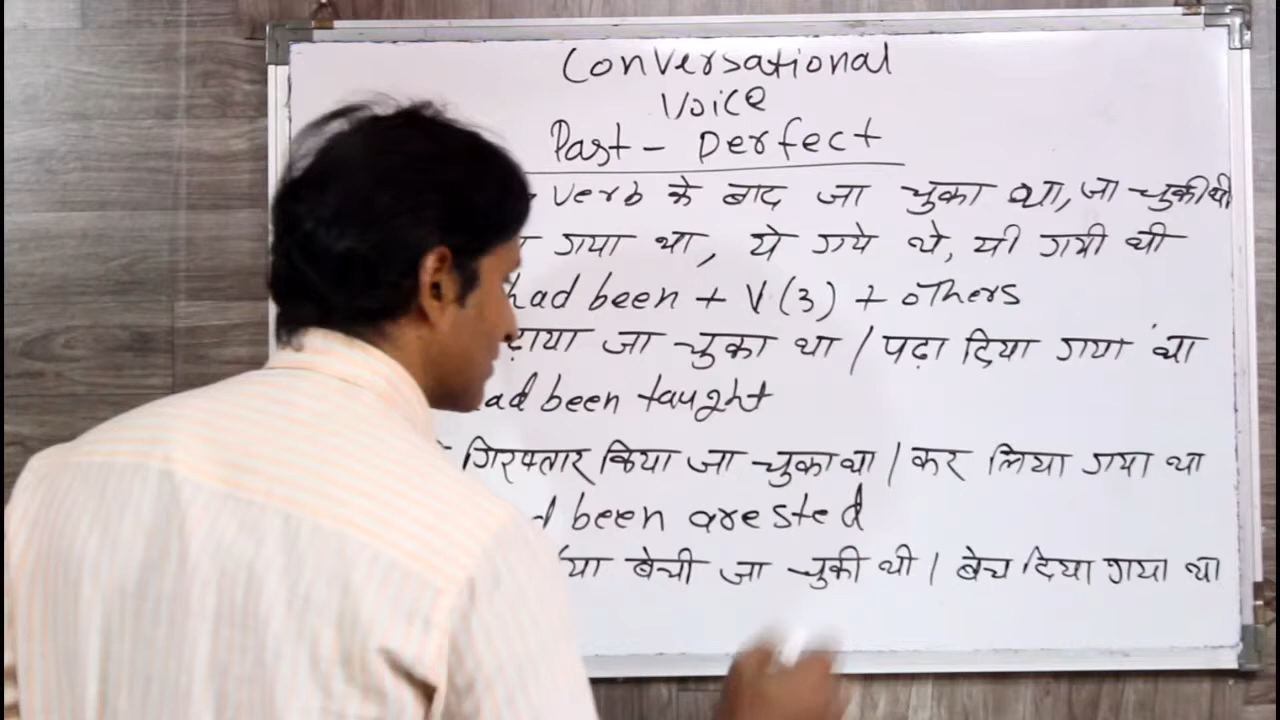 Conversational
Voice
Past - Perfect
verb के बाद जा चुका था, जा चुकी थी
गया था, ये गये थे, यी गयी थी
had been + V (3) + others
जा चुका था / पढ़ा दिया गया था
had been taught
गिरफ्तार किया जा चुका था / कर लिया गया था
been arested
बेची जा चुकी थी / बेच दिया गया था